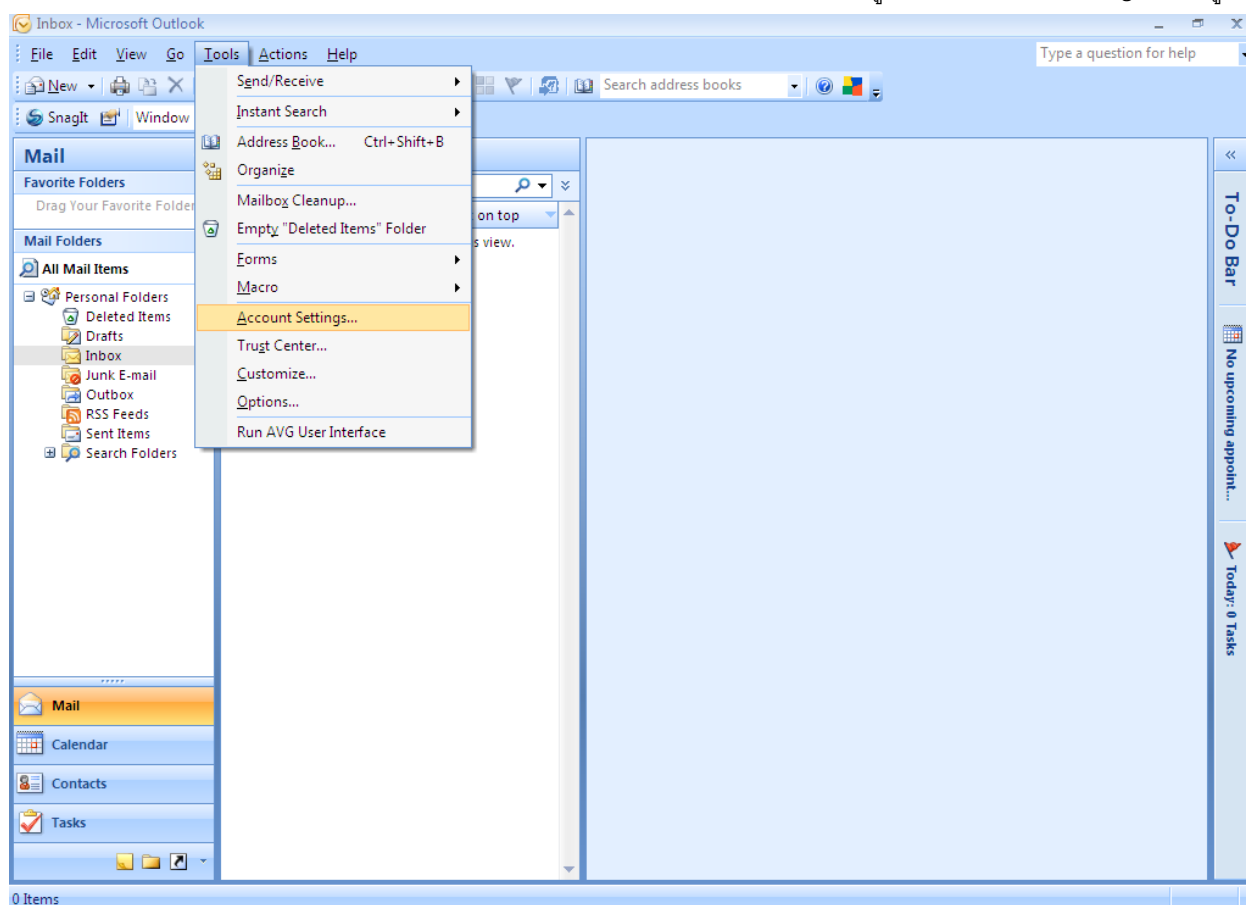 Inbox - Microsoft Outlook
File Edit View Go Tools Actions Help
Type a question for help
New
Search address books
SnagIt Window
Send/Receive
Instant Search
Address Book... Ctrl+Shift+B
Organize
Mailbox Cleanup...
Empty "Deleted Items" Folder
Forms
Macro
Account Settings...
Trust Center...
Customize...
Options...
Run AVG User Interface
Mail
Favorite Folders
Drag Your Favorite Folder
Mail Folders
All Mail Items
Personal Folders
Deleted Items
Drafts
Inbox
Junk E-mail
Outbox
RSS Feeds
Sent Items
Search Folders
on top
s view.
Mail
Calendar
Contacts
Tasks
To-Do Bar
No upcoming appoint...
Today: 0 Tasks
0 Items